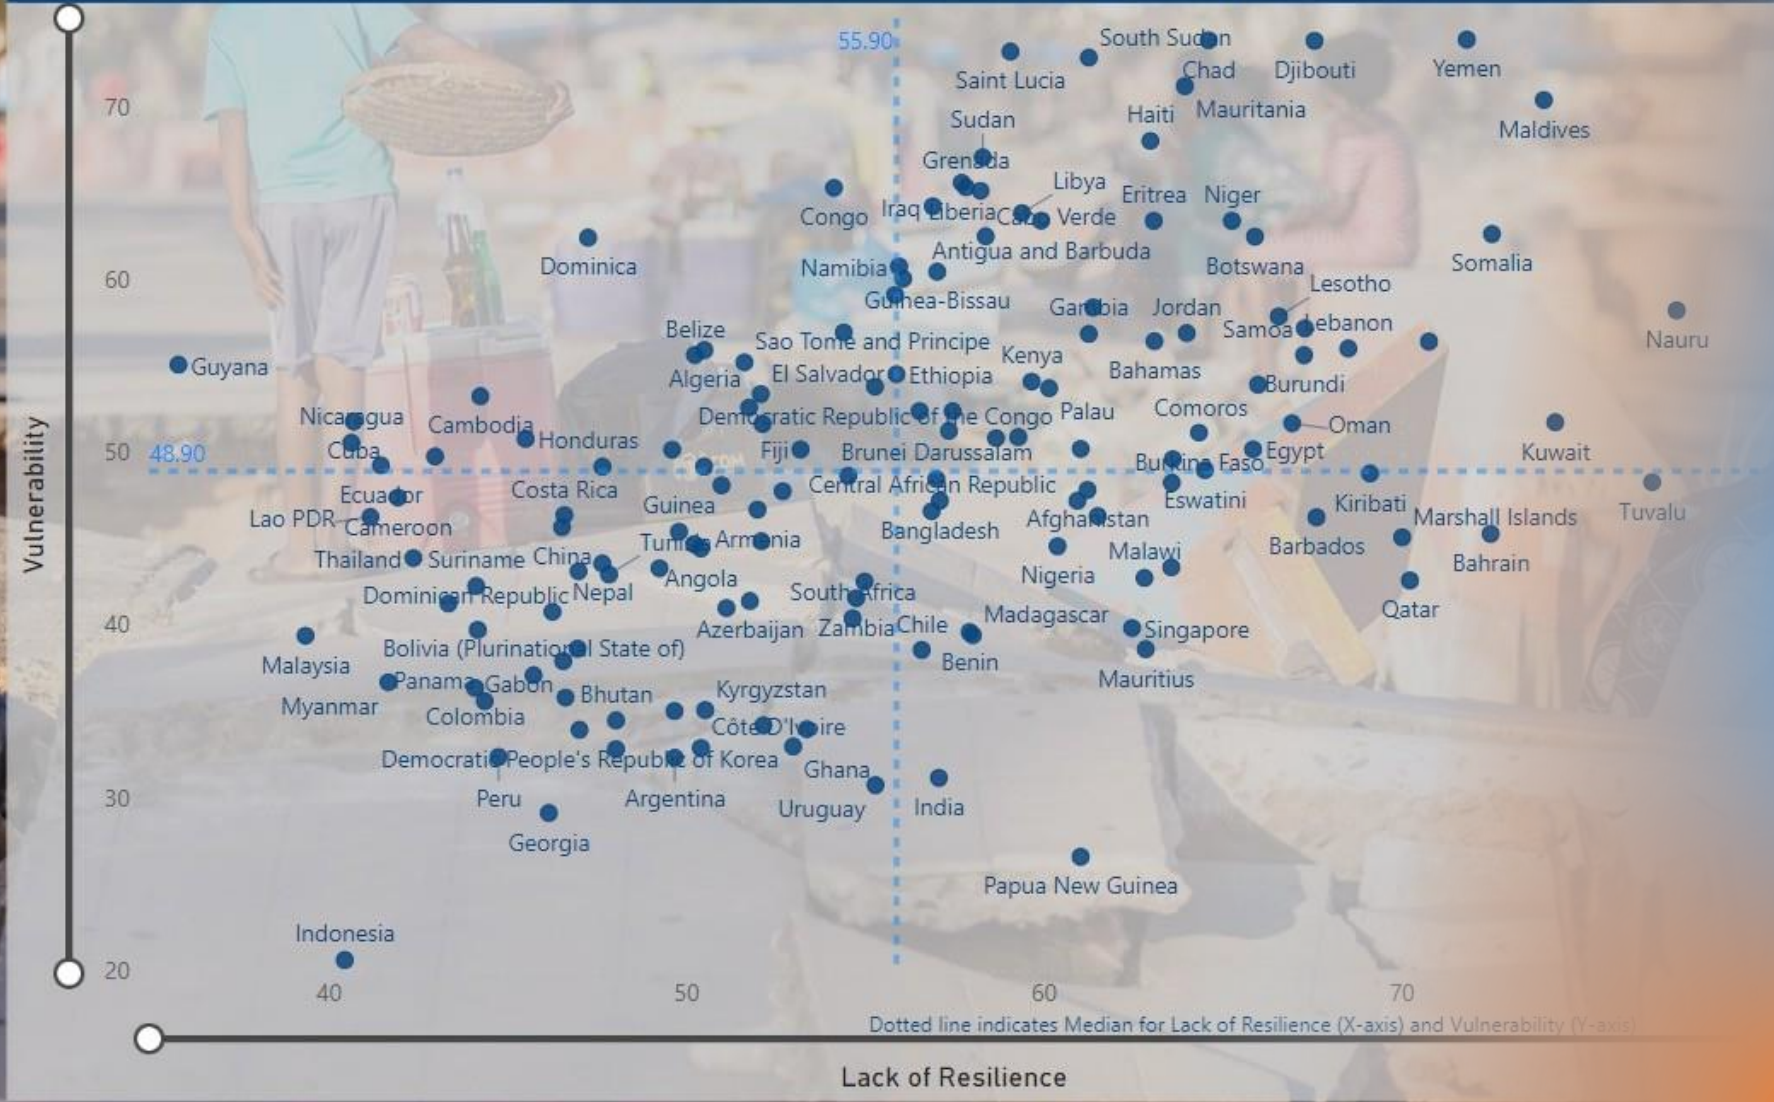 55.90
South Sudan
Saint Lucia
Chad
Djibouti
Yemen
70
Haiti
Mauritania
Sudan
Maldives
Grenada
Libya
Eritrea
Niger
Congo
Iraq
Liberia
Cabo Verde
Antigua and Barbuda
Dominica
Namibia
Botswana
Somalia
60
Lesotho
Guinea-Bissau
Gambia
Jordan
Samoa
Lebanon
Belize
Sao Tome and Principe
Nauru
Kenya
Guyana
Algeria
El Salvador
Ethiopia
Bahamas
Burundi
Nicaragua
Cambodia
Democratic Republic of the Congo
Palau
Comoros
Oman
Honduras
Cuba
50
48.90
Fiji
Brunei Darussalam
Egypt
Kuwait
Burkina Faso
Ecuador
Costa Rica
Central African Republic
Guinea
Eswatini
Kiribati
Tuvalu
Lao PDR
Cameroon
Afghanistan
Marshall Islands
Bangladesh
Barbados
Thailand
Suriname
China
Tunisia
Armenia
Malawi
Bahrain
Angola
Nigeria
Dominican Republic
Nepal
South Africa
Qatar
40
Madagascar
Azerbaijan
Zambia
Chile
Singapore
Bolivia (Plurinational State of)
Malaysia
Benin
Mauritius
Panama
Gabon
Bhutan
Kyrgyzstan
Myanmar
Colombia
Côte D'Ivoire
Democratic People's Republic of Korea
Ghana
30
Peru
Argentina
Uruguay
India
Georgia
Papua New Guinea
Indonesia
20
40
50
60
70
Dotted line indicates Median for Lack of Resilience (X-axis) and Vulnerability (Y-axis)
Lack of Resilience
Vulnerability